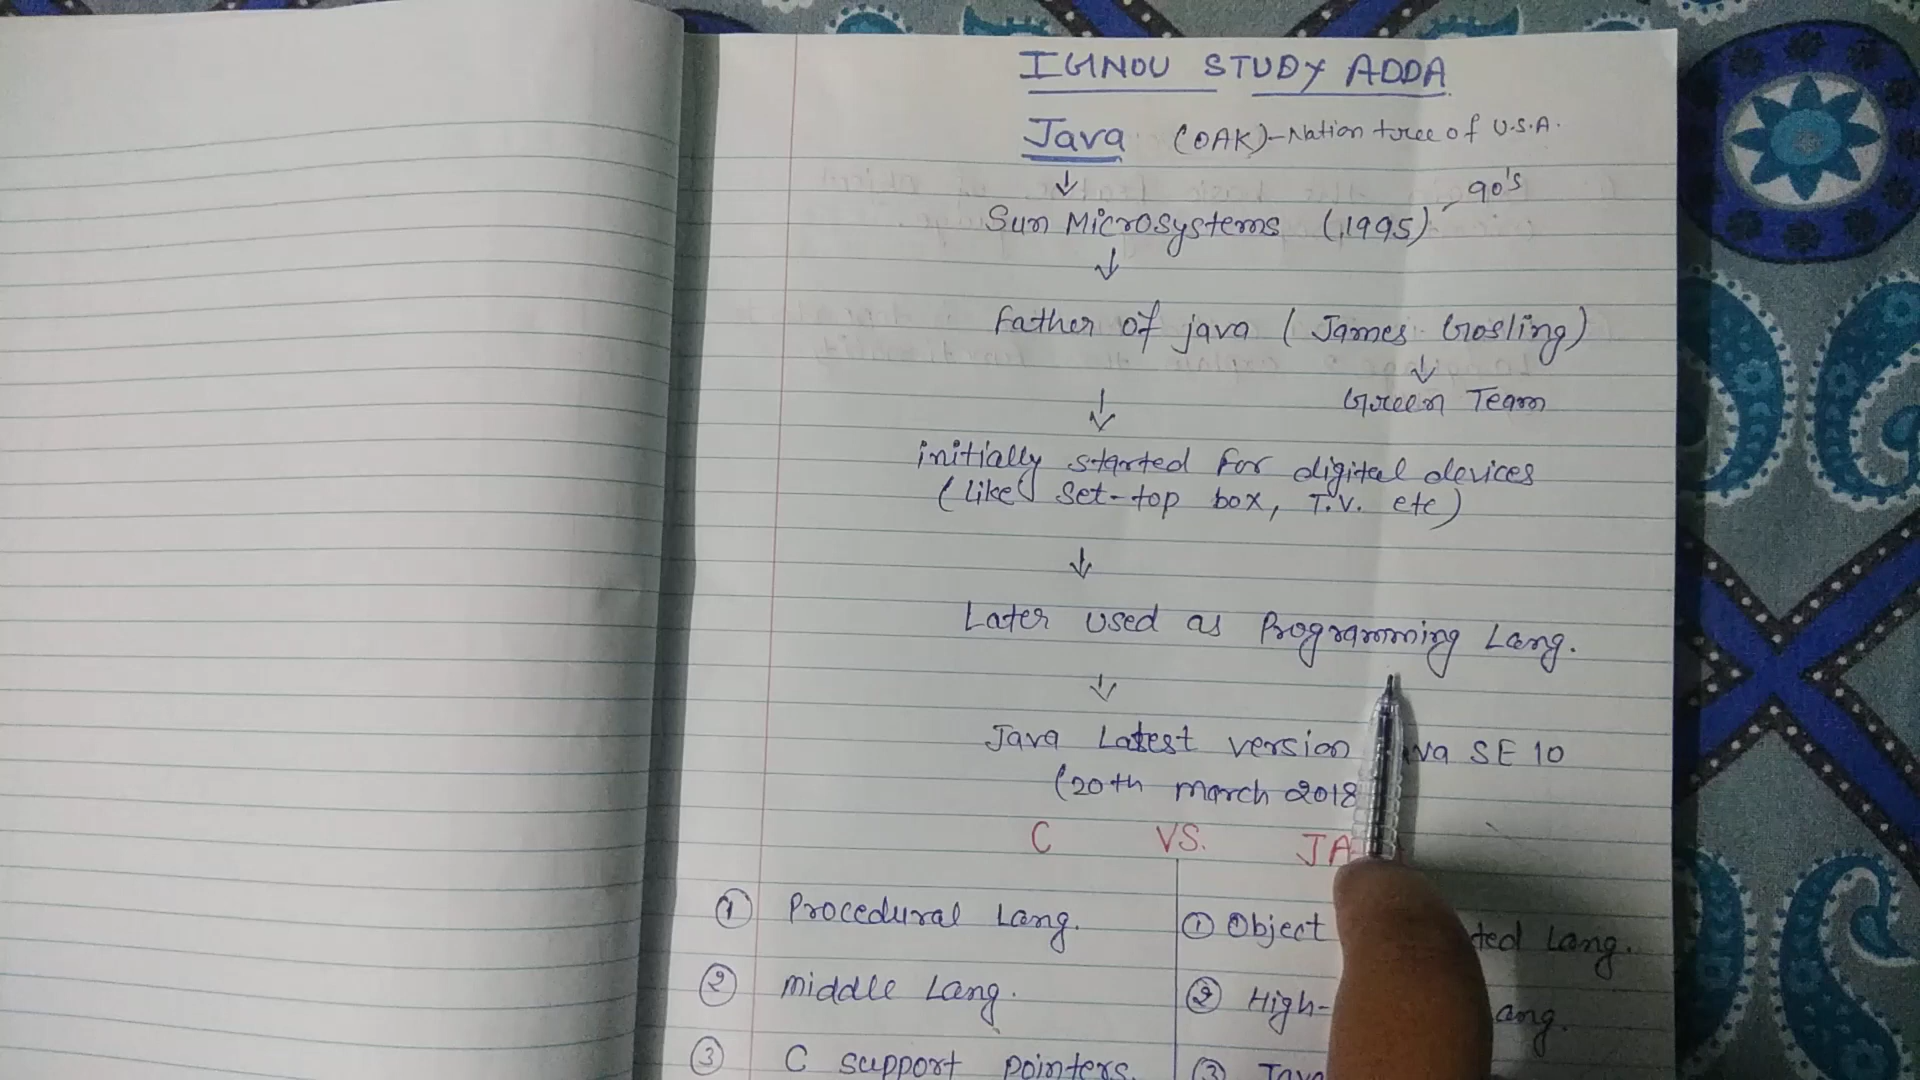 IGNOU STUDY ADDA
Java (OAK)-Nation tree of U.S.A.
90's
Sun Microsystems (1995)
Father of java (James Gosling)
Green Team
initially started for digital devices
(like set-top box, T.V. etc)
Later used as Programming Lang.
Java Latest version va SE 10
(20th march 2018
C VS. JA
① Procedural Lang. ① Object ted Lang.
② middle Lang. ② High- ang.
③ C support pointers. ③ Java